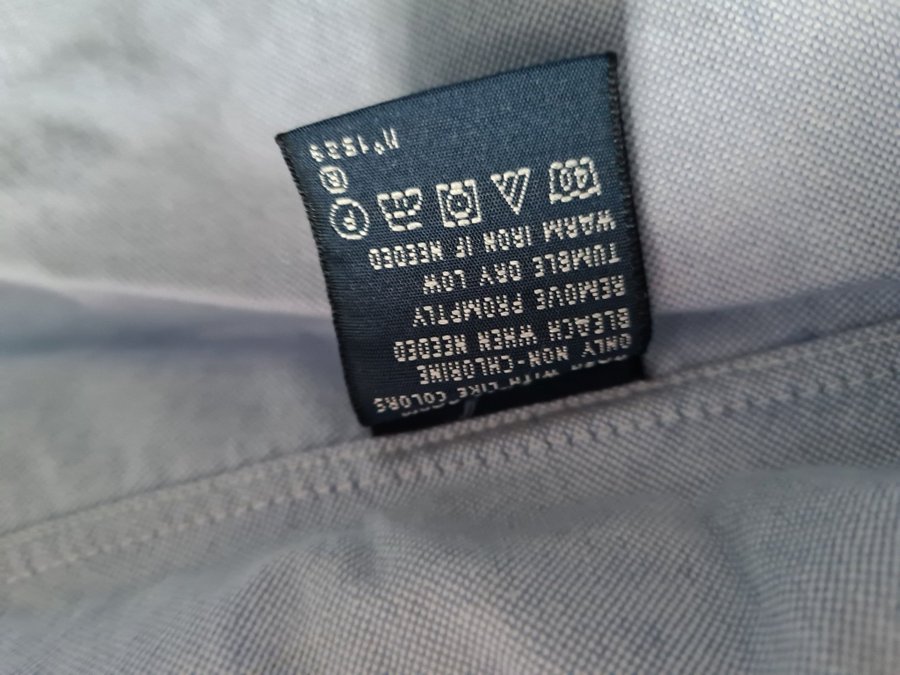 WITH LIKE COLORS
ONLY NON-CHLORINE
BLEACH WHEN NEEDED
REMOVE PROMPTLY
TUMBLE DRY LOW
WARM IRON IF NEEDED
40
P
R
N°